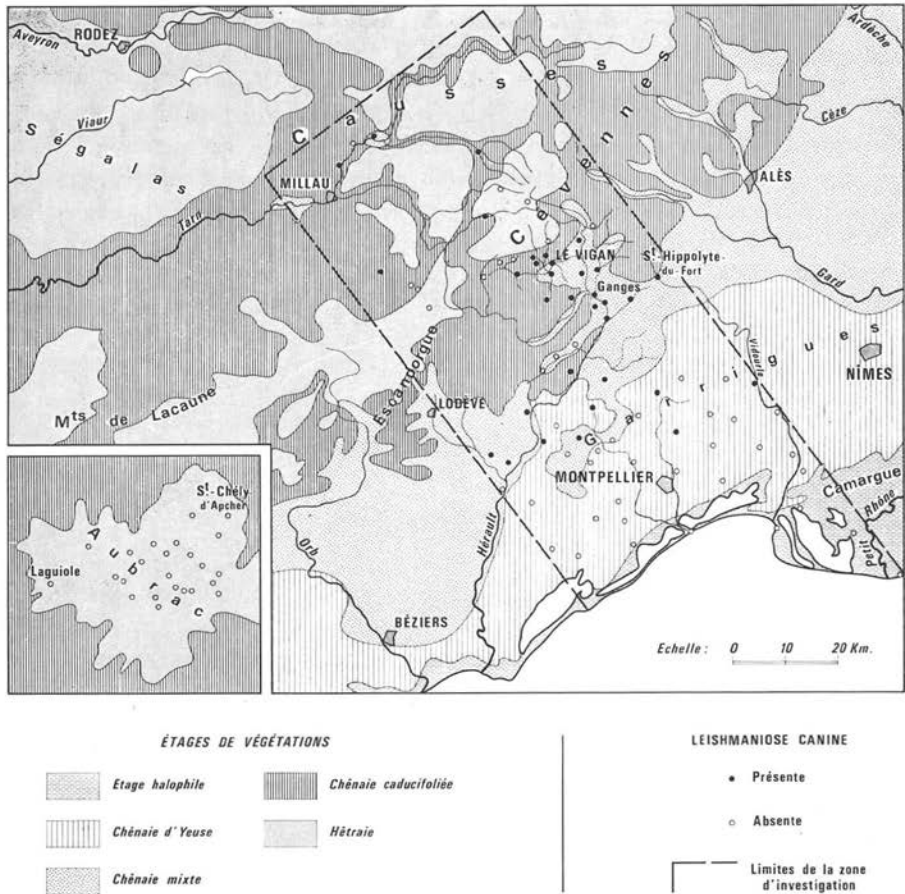 Aveyron
RODEZ
Ardèche
Causses
Cévennes
Cèze
Viaur
Ségalas
MILLAU
ALÈS
Tarn
LE VIGAN
St-Hippolyte-
du-Fort
Ganges
Gard
Vidourle
Garrigues
NÎMES
Escandorgue
LODÈVE
Mts de Lacaune
MONTPELLIER
Camargue
Petit Rhône
St-Chély-
d'Apcher
Aubrac
Laguiole
Orb
Hérault
BÉZIERS
Echelle : 0 10 20 Km.
ÉTAGES DE VÉGÉTATIONS
Etage halophile
Chênaie caducifoliée
Chênaie d'Yeuse
Hêtraie
Chênaie mixte
LEISHMANIOSE CANINE
Présente
Absente
Limites de la zone
d'investigation